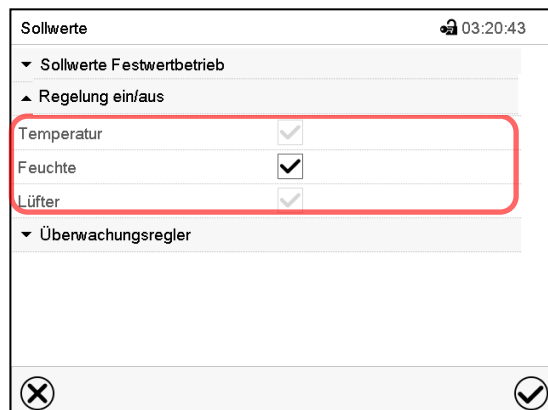 Sollwerte 03:20:43
Sollwerte Festwertbetrieb
Regelung ein/aus
Temperatur
Feuchte
Lüfter
Überwachungsregler